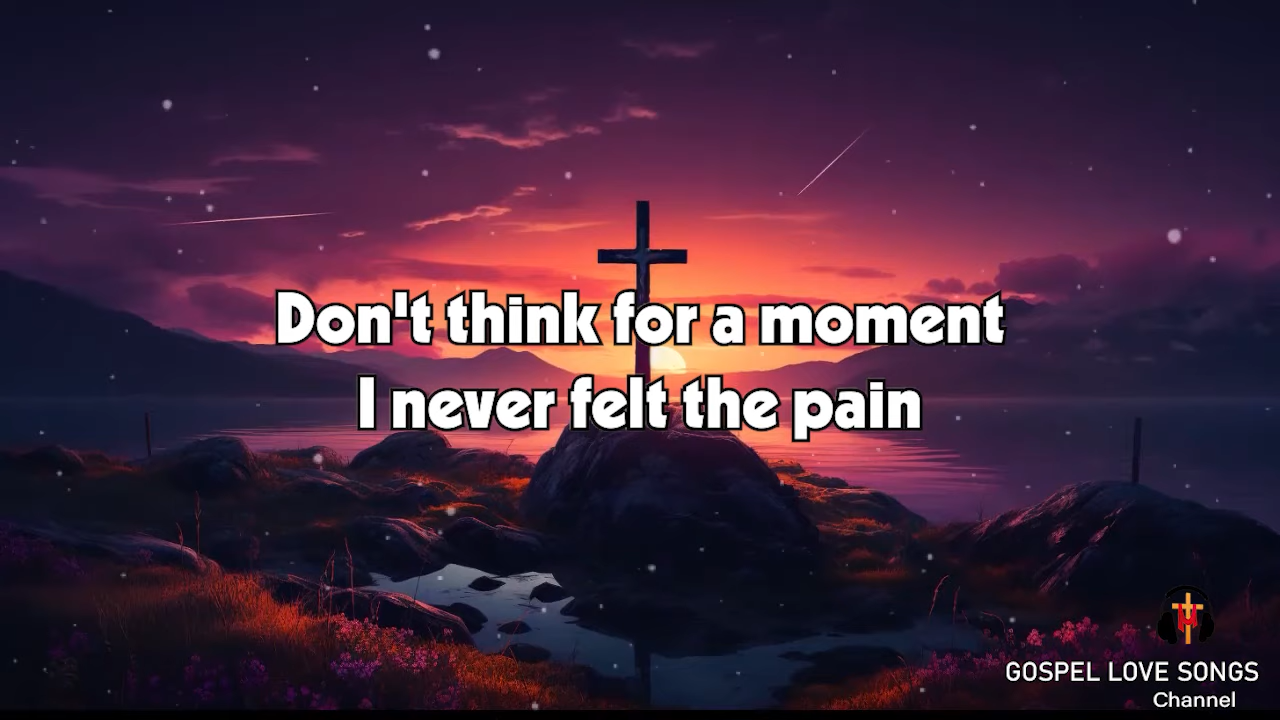 Don't think for a moment
I never felt the pain
GOSPEL LOVE SONGS
Channel